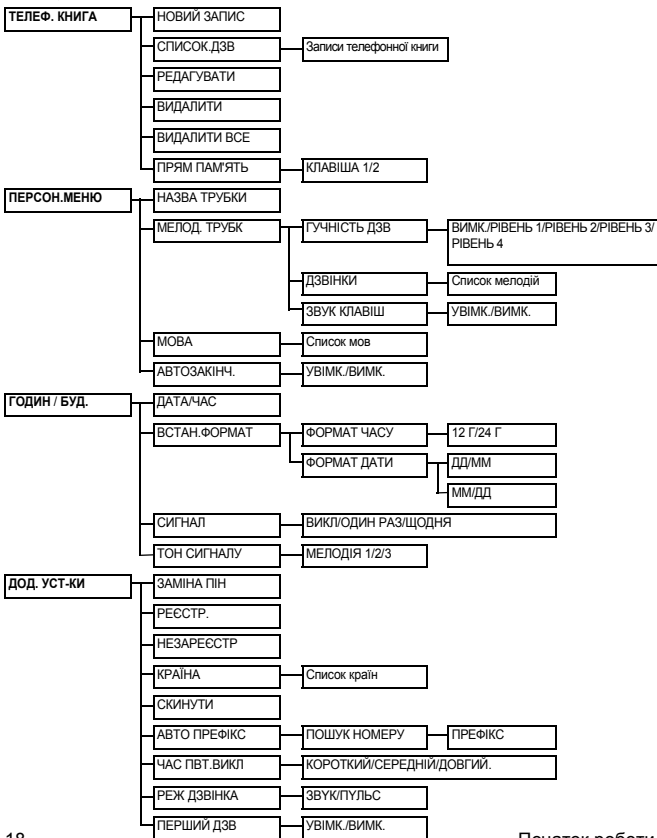 ТЕЛЕФ. КНИГА
НОВИЙ ЗАПИС
СПИСОК.ДЗВ
Записи телефонної книги
РЕДАГУВАТИ
ВИДАЛИТИ
ВИДАЛИТИ ВСЕ
ПРЯМ ПАМ'ЯТЬ
КЛАВІША 1/2
ПЕРСОН.МЕНЮ
НАЗВА ТРУБКИ
МЕЛОД. ТРУБК
ГУЧНІСТЬ ДЗВ
ВИМК./РІВЕНЬ 1/РІВЕНЬ 2/РІВЕНЬ 3/
РІВЕНЬ 4
ДЗВІНКИ
Список мелодій
ЗВУК КЛАВІШ
УВІМК./ВИМК.
МОВА
Список мов
АВТОЗАКІНЧ.
УВІМК./ВИМК.
ГОДИН / БУД.
ДАТА/ЧАС
ВСТАН.ФОРМАТ
ФОРМАТ ЧАСУ
12 Г/24 Г
ФОРМАТ ДАТИ
ДД/ММ
ММ/ДД
СИГНАЛ
ВИКЛ/ОДИН РАЗ/ЩОДНЯ
ТОН СИГНАЛУ
МЕЛОДІЯ 1/2/3
ДОД. УСТ-КИ
ЗАМІНА ПІН
РЕЄСТР.
НЕЗАРЕЄСТР
КРАЇНА
Список країн
СКИНУТИ
АВТО ПРЕФІКС
ПОШУК НОМЕРУ
ПРЕФІКС
ЧАС ПВТ.ВИКЛ
КОРОТКИЙ/СЕРЕДНІЙ/ДОВГИЙ.
РЕЖ ДЗВІНКА
ЗВYК/ПYЛЬС
ПЕРШИЙ ДЗВ
УВІМК./ВИМК.